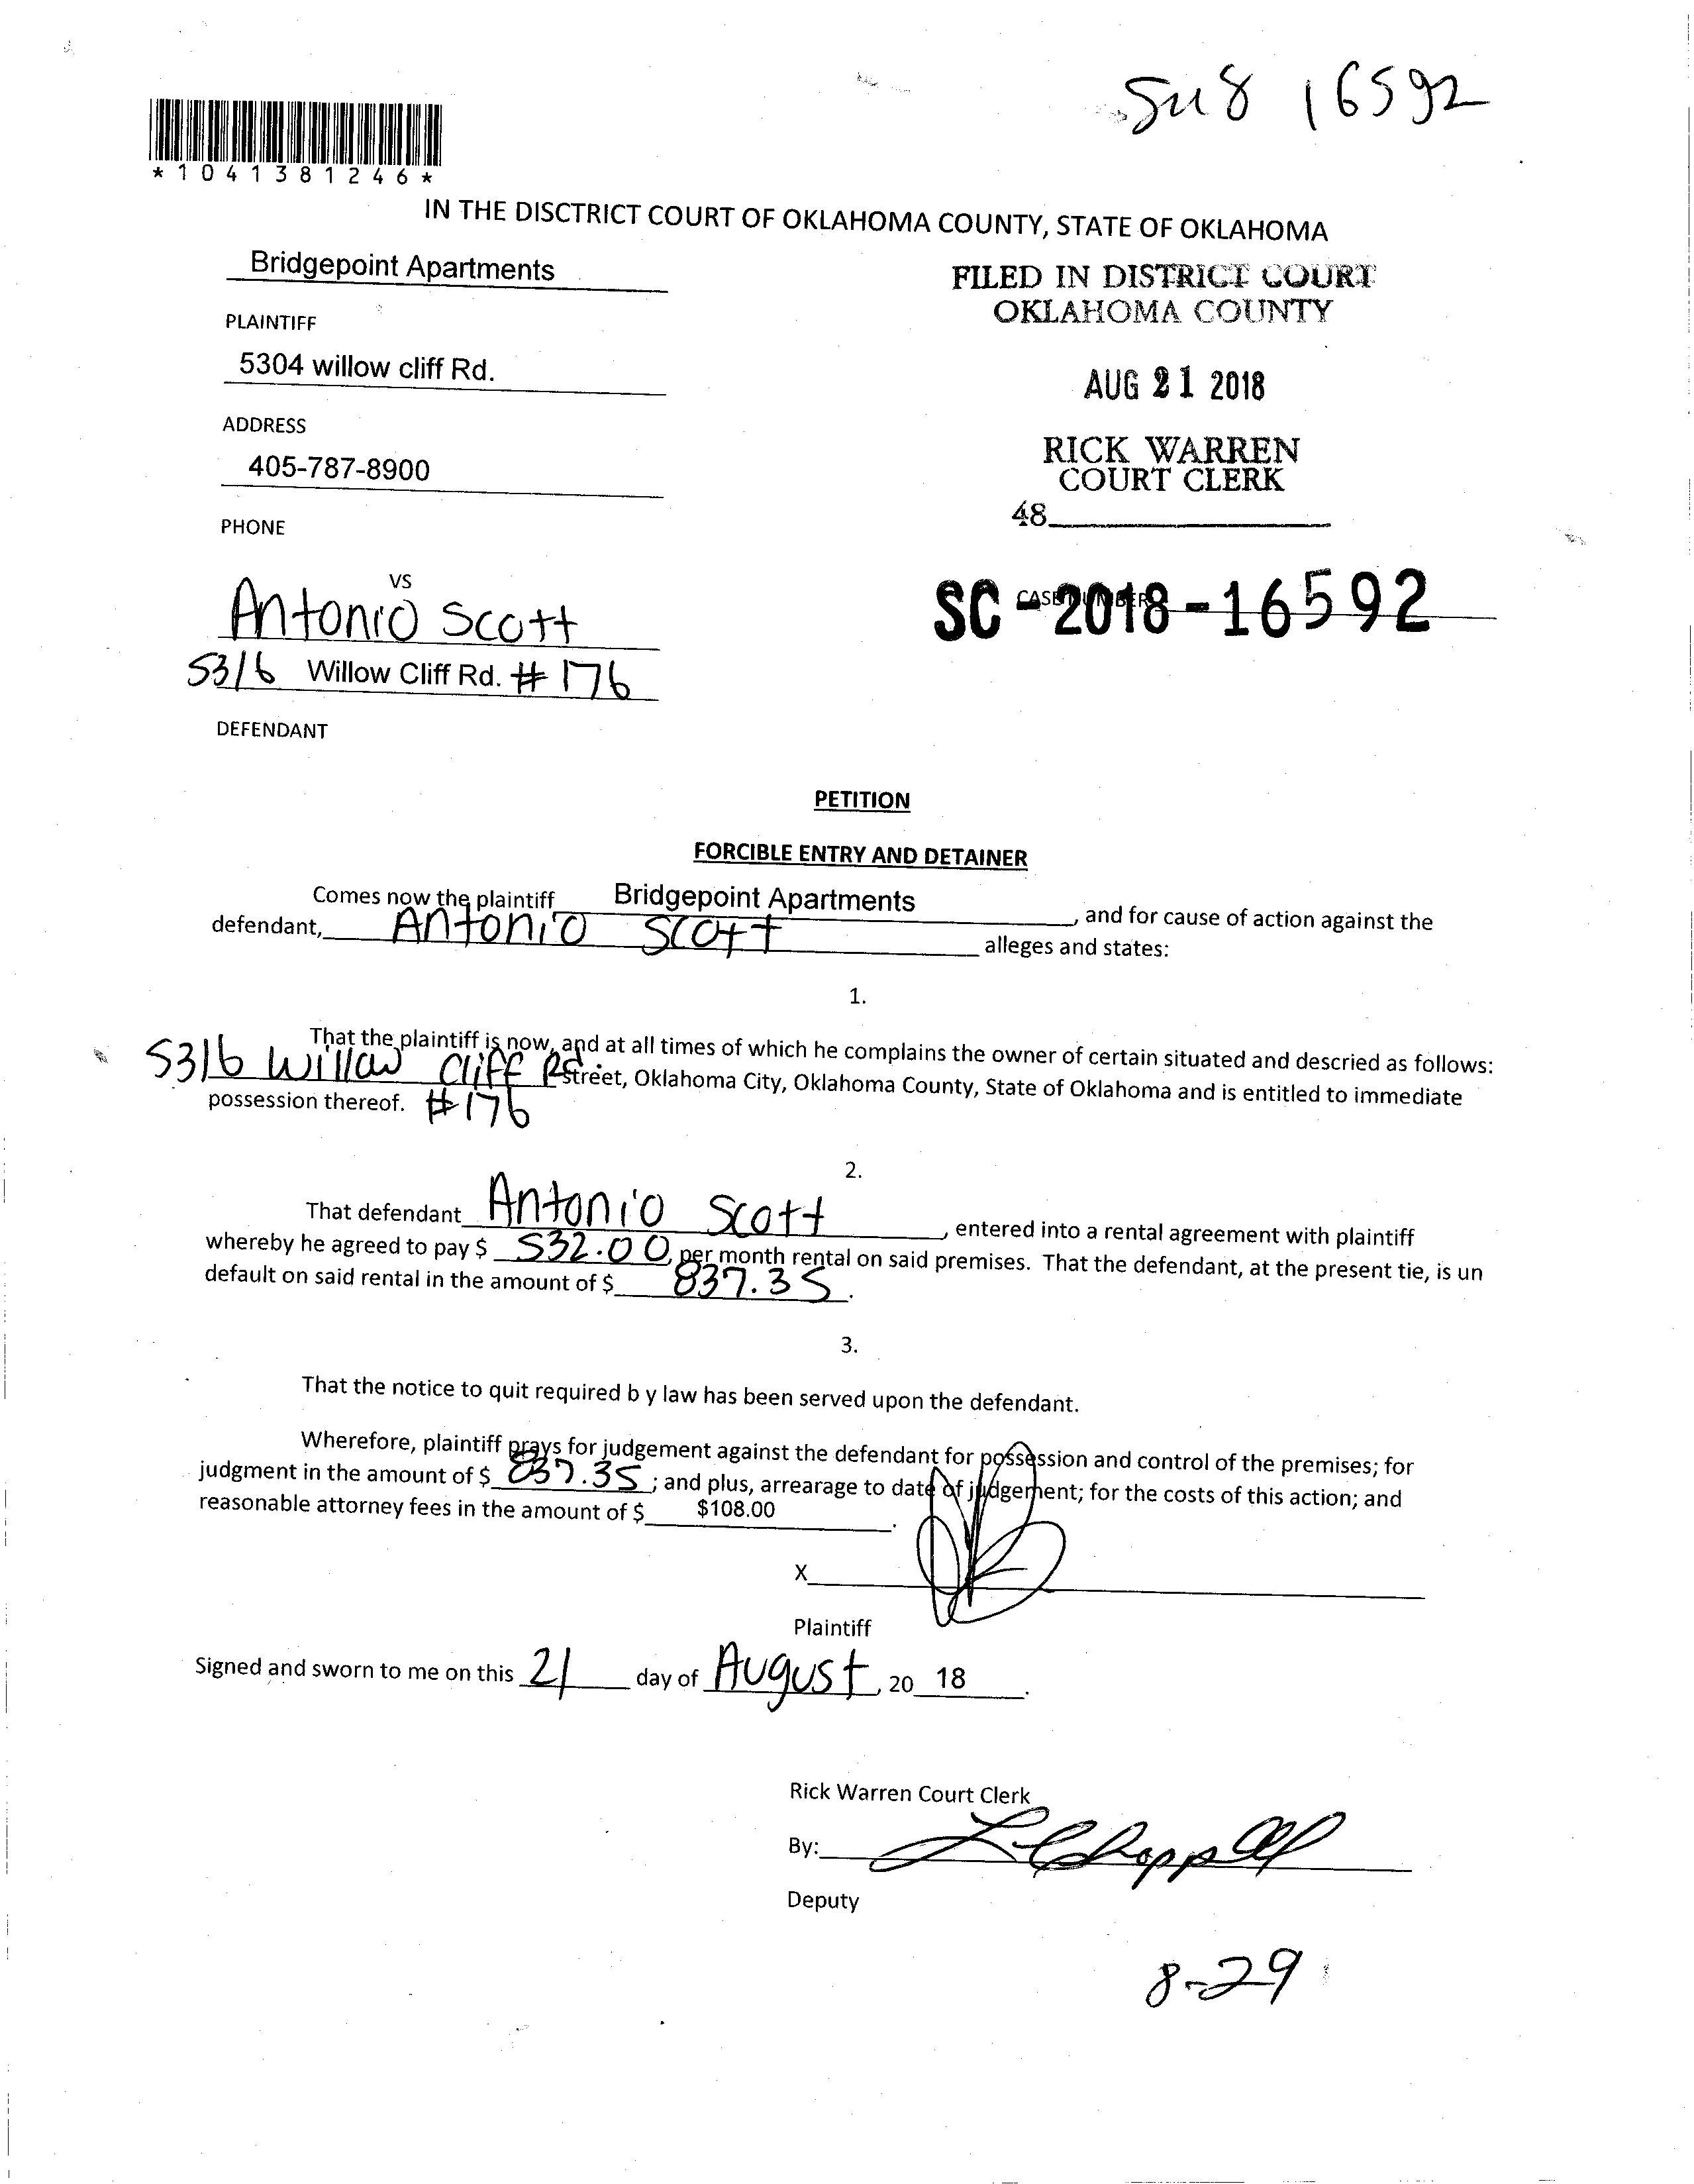 Su8 16592
*1041381246*
IN THE DISCTRICT COURT OF OKLAHOMA COUNTY, STATE OF OKLAHOMA
Bridgepoint Apartments
PLAINTIFF
5304 willow cliff Rd.
ADDRESS
405-787-8900
PHONE
FILED IN DISTRICT COURT
OKLAHOMA COUNTY
AUG 21 2018
RICK WARREN
COURT CLERK
48
VS
Antonio Scott
5316 Willow Cliff Rd. # 176
DEFENDANT
CASE NUMBER
SC-2018-16592
PETITION
FORCIBLE ENTRY AND DETAINER
Comes now the plaintiff Bridgepoint Apartments, and for cause of action against the
defendant, Antonio Scott alleges and states:
1.
That the plaintiff is now, and at all times of which he complains the owner of certain situated and descried as follows:
5316 Willow Cliff Rd Street, Oklahoma City, Oklahoma County, State of Oklahoma and is entitled to immediate
possession thereof. #176
2.
That defendant Antonio Scott, entered into a rental agreement with plaintiff
whereby he agreed to pay $ 532.00, per month rental on said premises. That the defendant, at the present tie, is un
default on said rental in the amount of $ 837.35.
3.
That the notice to quit required b y law has been served upon the defendant.
Wherefore, plaintiff prays for judgement against the defendant for possession and control of the premises; for
judgment in the amount of $ 837.35; and plus, arrearage to date of judgement; for the costs of this action; and
reasonable attorney fees in the amount of $ $108.00.
X
Plaintiff
Signed and sworn to me on this 21 day of August, 20 18.
Rick Warren Court Clerk
By: L Chappell
Deputy
8-29